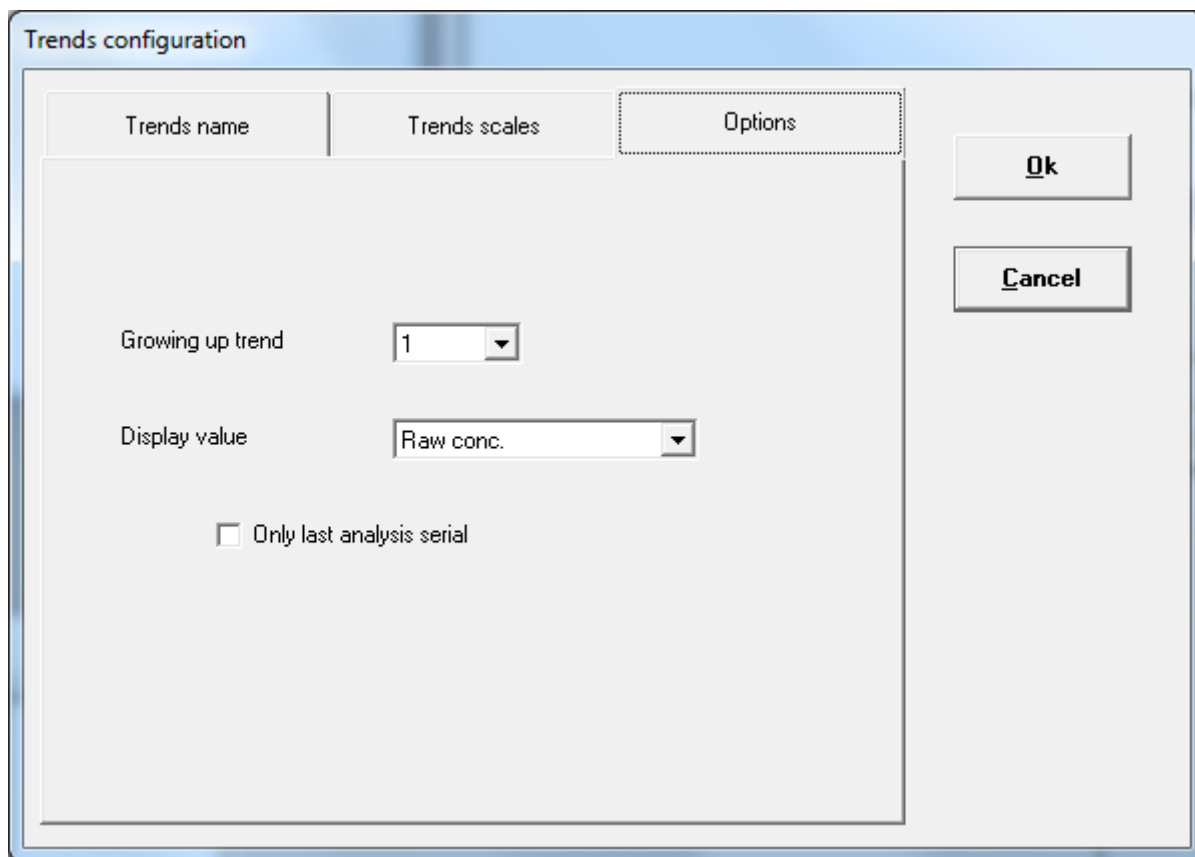 Trends configuration
Trends name Trends scales Options
Ok
Cancel
Growing up trend 1
Display value Raw conc.
Only last analysis serial